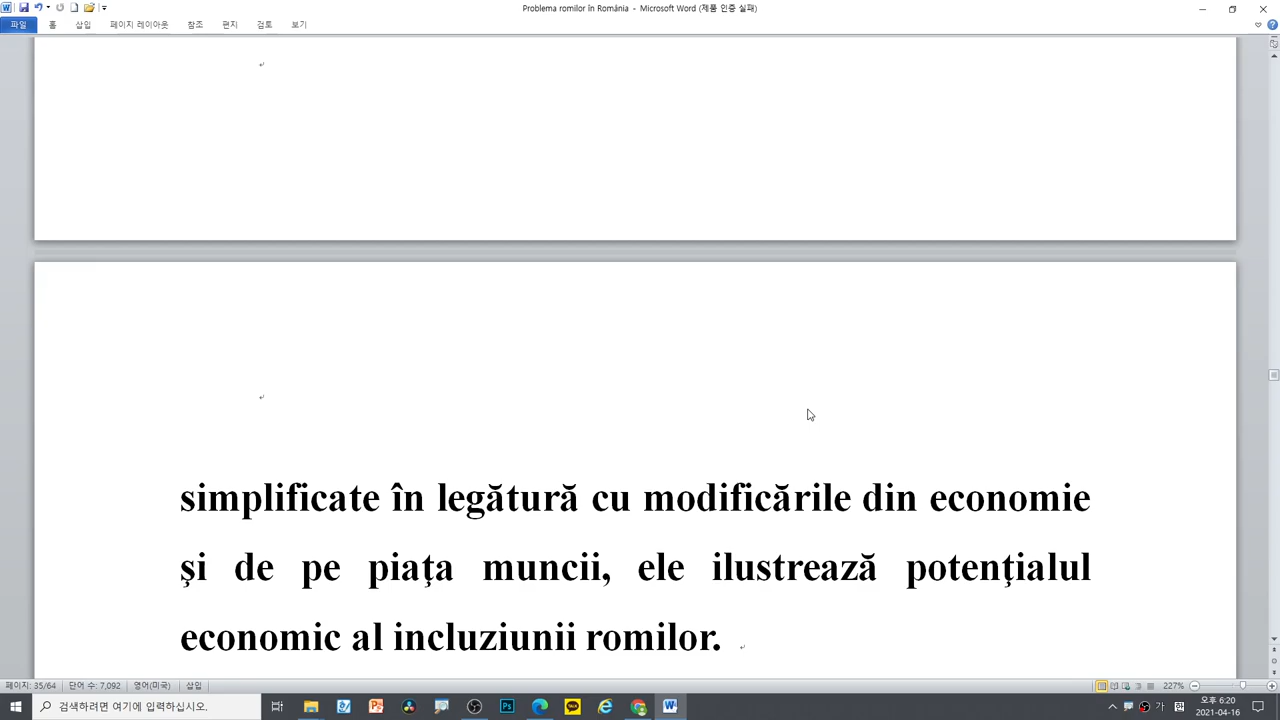 Problema romilor în România - Microsoft Word (제품 인증 실패)
파일 홈 삽입 페이지 레이아웃 참조 편지 검토 보기
simplificate în legătură cu modificările din economie
şi de pe piaţa muncii, ele ilustrează potenţialul
economic al incluziunii romilor.
페이지: 35/64 단어 수: 7,092 영어(미국) 삽입 227%
검색하려면 여기에 입력하십시오. 가 오후 6:20
2021-04-16